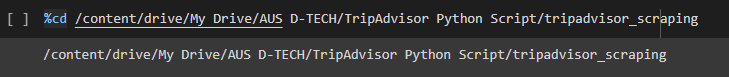 [ ] %cd /content/drive/My Drive/AUS D-TECH/TripAdvisor Python Script/tripadvisor_scraping
/content/drive/My Drive/AUS D-TECH/TripAdvisor Python Script/tripadvisor_scraping